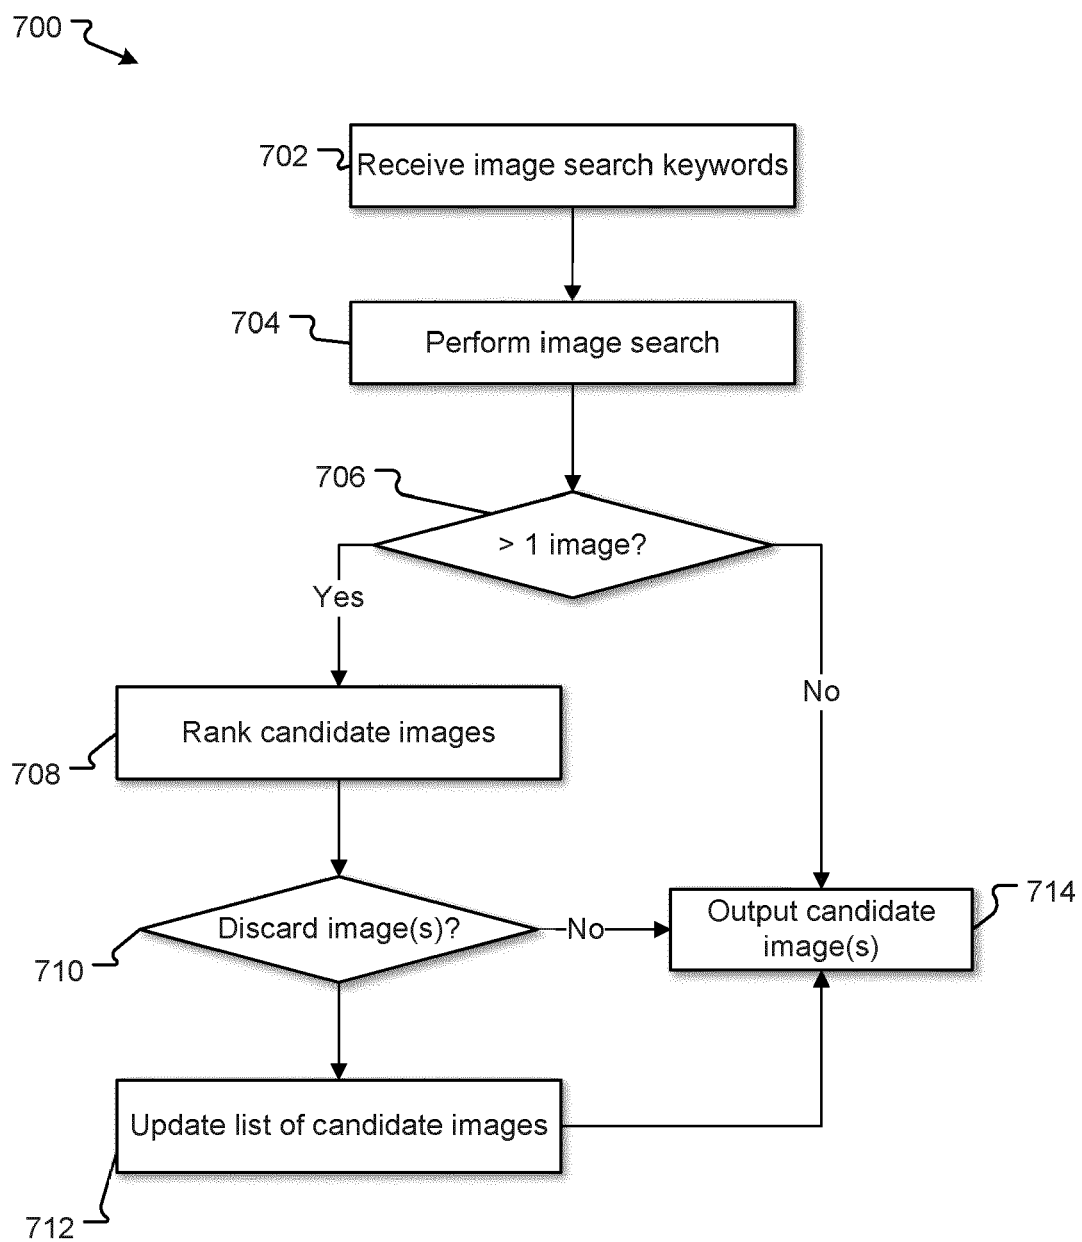 700
702
Receive image search keywords
704
Perform image search
706
> 1 image?
Yes
No
Rank candidate images
708
Discard image(s)?
No
710
Output candidate
image(s)
714
Update list of candidate images
712